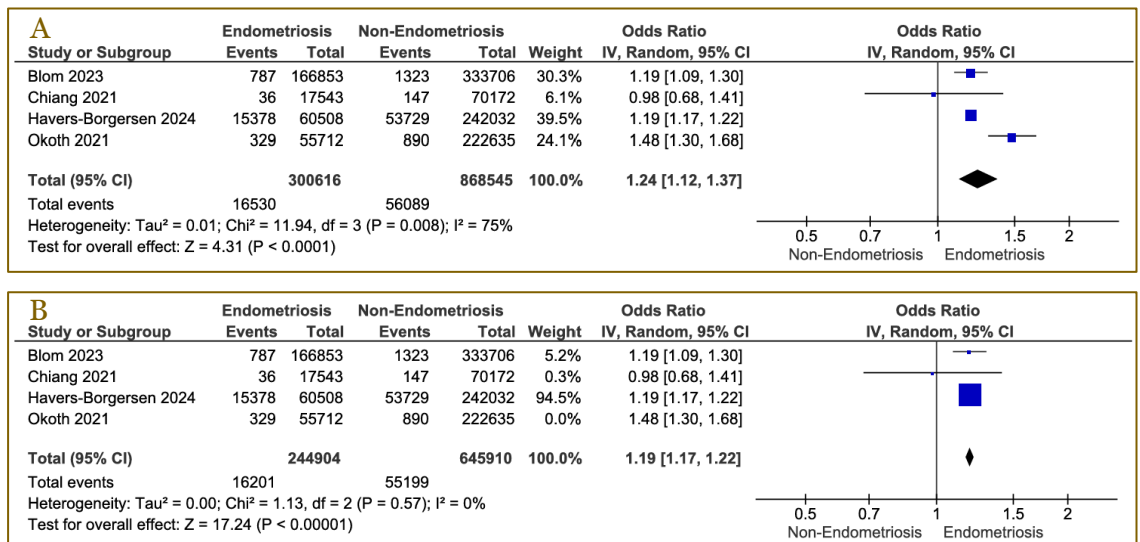 A
Endometriosis Non-Endometriosis Odds Ratio Odds Ratio
Study or Subgroup Events Total Events Total Weight IV, Random, 95% CI IV, Random, 95% CI
Blom 2023 787 166853 1323 333706 30.3% 1.19 [1.09, 1.30]
Chiang 2021 36 17543 147 70172 6.1% 0.98 [0.68, 1.41]
Havers-Borgersen 2024 15378 60508 53729 242032 39.5% 1.19 [1.17, 1.22]
Okoth 2021 329 55712 890 222635 24.1% 1.48 [1.30, 1.68]
Total (95% CI) 300616 868545 100.0% 1.24 [1.12, 1.37]
Total events 16530 56089
Heterogeneity: Tau² = 0.01; Chi² = 11.94, df = 3 (P = 0.008); I² = 75%
Test for overall effect: Z = 4.31 (P < 0.0001)
0.5 0.7 1 1.5 2
Non-Endometriosis Endometriosis
B
Endometriosis Non-Endometriosis Odds Ratio Odds Ratio
Study or Subgroup Events Total Events Total Weight IV, Random, 95% CI IV, Random, 95% CI
Blom 2023 787 166853 1323 333706 5.2% 1.19 [1.09, 1.30]
Chiang 2021 36 17543 147 70172 0.3% 0.98 [0.68, 1.41]
Havers-Borgersen 2024 15378 60508 53729 242032 94.5% 1.19 [1.17, 1.22]
Okoth 2021 329 55712 890 222635 0.0% 1.48 [1.30, 1.68]
Total (95% CI) 244904 645910 100.0% 1.19 [1.17, 1.22]
Total events 16201 55199
Heterogeneity: Tau² = 0.00; Chi² = 1.13, df = 2 (P = 0.57); I² = 0%
Test for overall effect: Z = 17.24 (P < 0.00001)
0.5 0.7 1 1.5 2
Non-Endometriosis Endometriosis